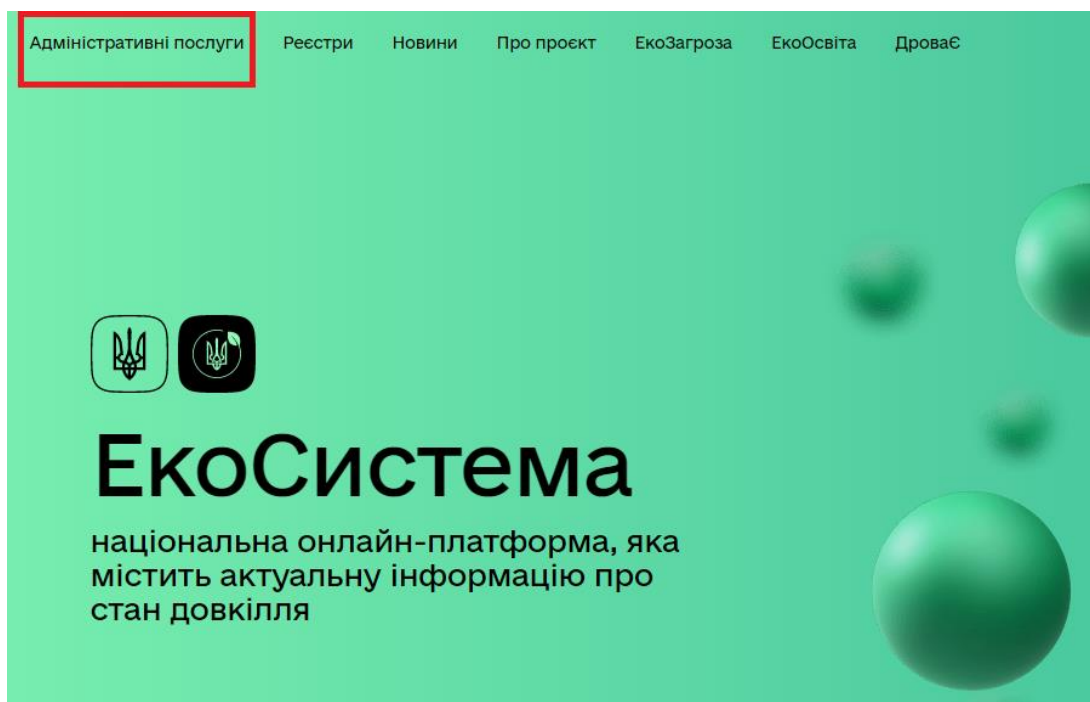 Адміністративні послуги Реєстри Новини Про проєкт ЕкоЗагроза ЕкоОсвіта ДроваЄ
ЕкоСистема
національна онлайн-платформа, яка
містить актуальну інформацію про
стан довкілля